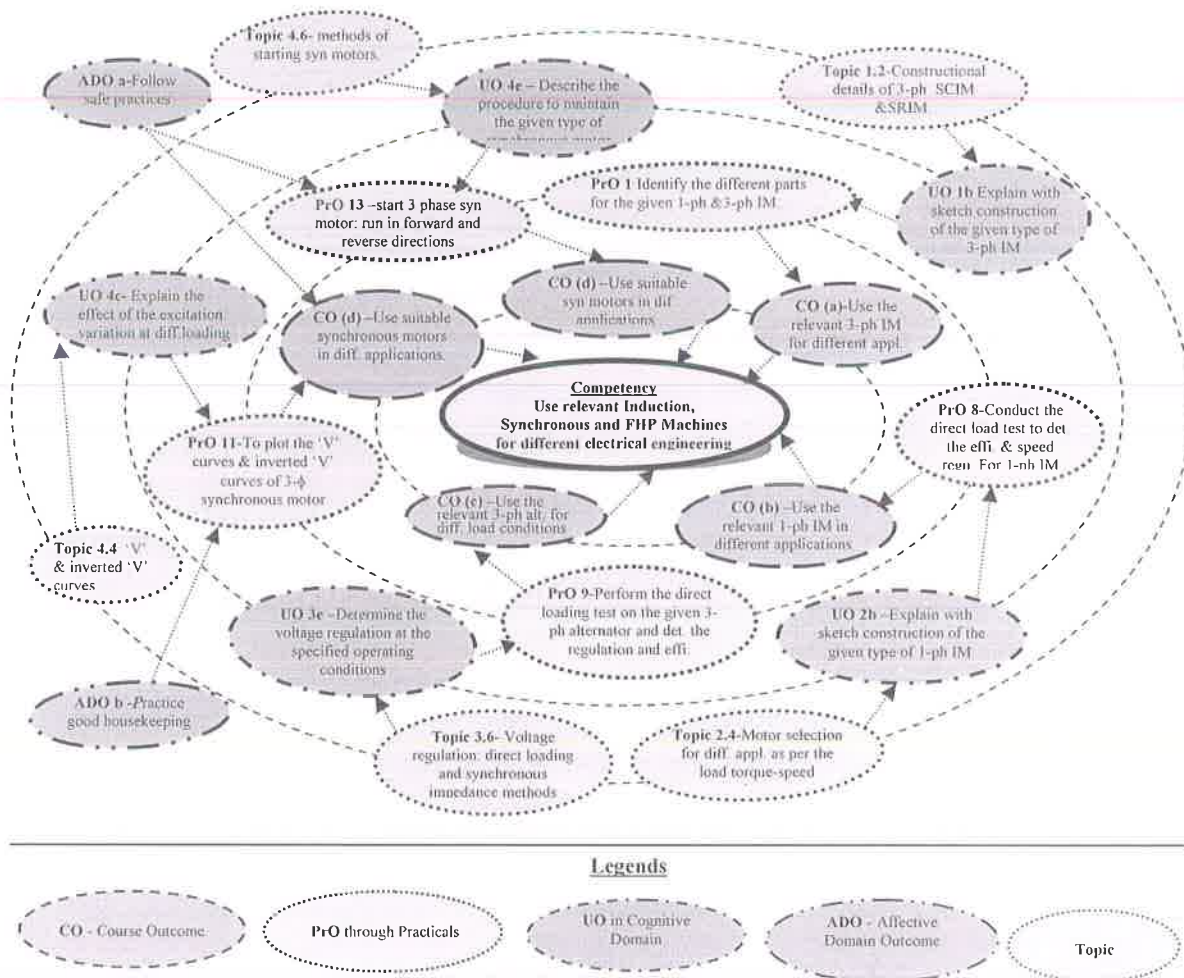 Topic 4.6- methods of
starting syn motors.
ADO a-Follow
safe practices
UO 4e – Describe the
procedure to maintain
the given type of
synchronous motor
Topic 1.2-Constructional
details of 3-ph SCIM
&SRIM
PrO 13 –start 3 phase syn
motor: run in forward and
reverse directions
PrO 1 Identify the different parts
for the given 1-ph &3-ph IM.
UO 1b Explain with
sketch construction
of the given type of
3-ph IM
UO 4c- Explain the
effect of the excitation
variation at diff.loading
CO (d) –Use suitable
synchronous motors
in diff. applications.
CO (d) –Use suitable
syn motors in dif
applications
CO (a)-Use the
relevant 3-ph IM
for different appl.
Competency
Use relevant Induction,
Synchronous and FHP Machines
for different electrical engineering
PrO 8-Conduct the
direct load test to det
the effi. & speed
regu. For 1-ph IM
PrO 11-To plot the 'V'
curves & inverted 'V'
curves of 3-ϕ
synchronous motor
CO (c) –Use the
relevant 3-ph alt. for
diff. load conditions
CO (b) –Use the
relevant 1-ph IM in
different applications
Topic 4.4 'V'
& inverted 'V'
curves
UO 3e –Determine the
voltage regulation at the
specified operating
conditions
PrO 9-Perform the direct
loading test on the given 3-
ph alternator and det. the
regulation and effi.
UO 2b –Explain with
sketch construction of the
given type of 1-ph IM
ADO b -Practice
good housekeeping
Topic 3.6- Voltage
regulation: direct loading
and synchronous
impedance methods
Topic 2.4-Motor selection
for diff. appl. as per the
load torque-speed
Legends
CO - Course Outcome
PrO through Practicals
UO in Cognitive
Domain
ADO - Affective
Domain Outcome
Topic